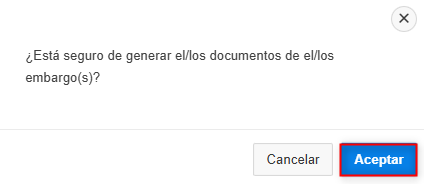 ¿Está seguro de generar el/los documentos de el/los
embargo(s)?
Cancelar
Aceptar